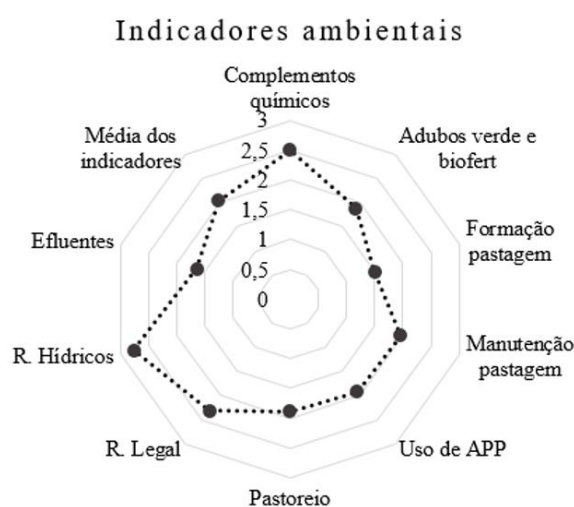 Indicadores ambientais
Complementos
químicos
Adubos verde e
biofert
Formação
pastagem
Manutenção
pastagem
Uso de APP
Pastoreio
R. Legal
R. Hídricos
Efluentes
Média dos
indicadores
3
2,5
2
1,5
1
0,5
0